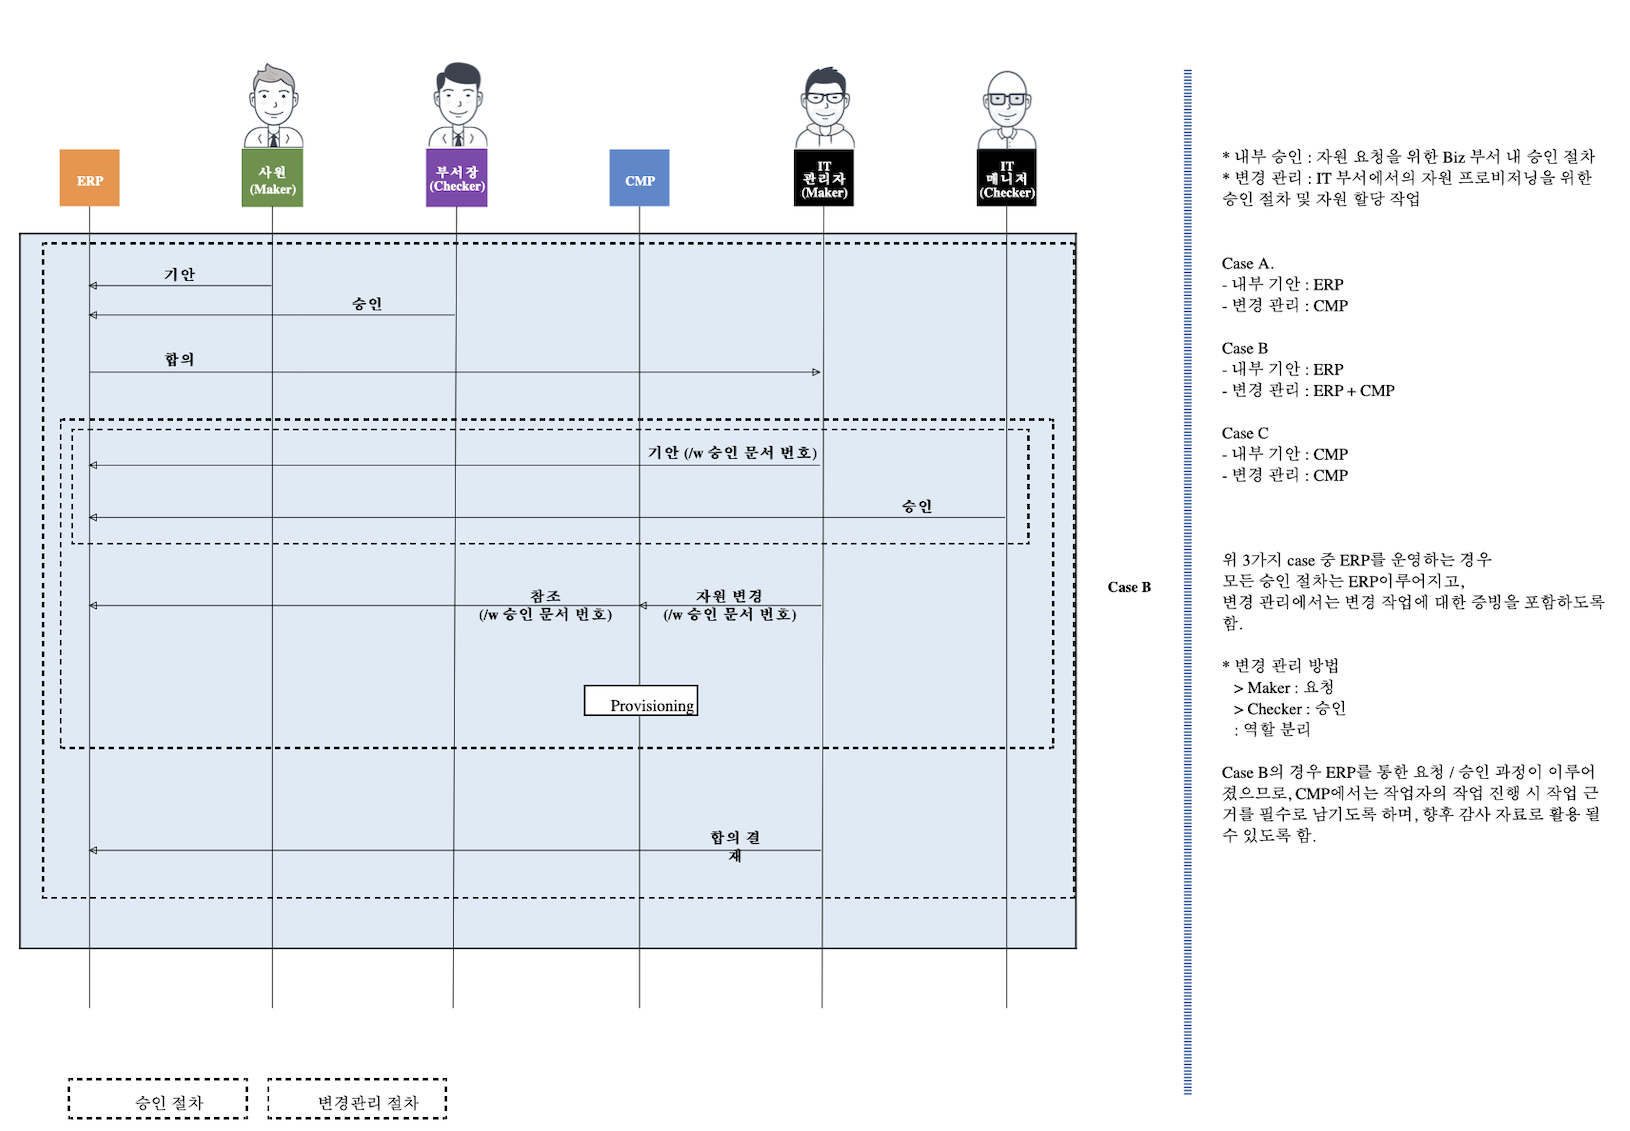 ERP
사원
(Maker)
부서장
(Checker)
CMP
IT
관리자
(Maker)
IT
메니저
(Checker)
기안
승인
합의
기안 (/w 승인 문서 번호)
승인
참조
(/w 승인 문서 번호)
자원 변경
(/w 승인 문서 번호)
Provisioning
합의 결
재
Case B
승인 절차
변경관리 절차
* 내부 승인 : 자원 요청을 위한 Biz 부서 내 승인 절차
* 변경 관리 : IT 부서에서의 자원 프로비저닝을 위한
승인 절차 및 자원 할당 작업
Case A.
- 내부 기안 : ERP
- 변경 관리 : CMP
Case B
- 내부 기안 : ERP
- 변경 관리 : ERP + CMP
Case C
- 내부 기안 : CMP
- 변경 관리 : CMP
위 3가지 case 중 ERP를 운영하는 경우
모든 승인 절차는 ERP이루어지고,
변경 관리에서는 변경 작업에 대한 증빙을 포함하도록
함.
* 변경 관리 방법
> Maker : 요청
> Checker : 승인
: 역할 분리
Case B의 경우 ERP를 통한 요청 / 승인 과정이 이루어
졌으므로, CMP에서는 작업자의 작업 진행 시 작업 근
거를 필수로 남기도록 하며, 향후 감사 자료로 활용 될
수 있도록 함.